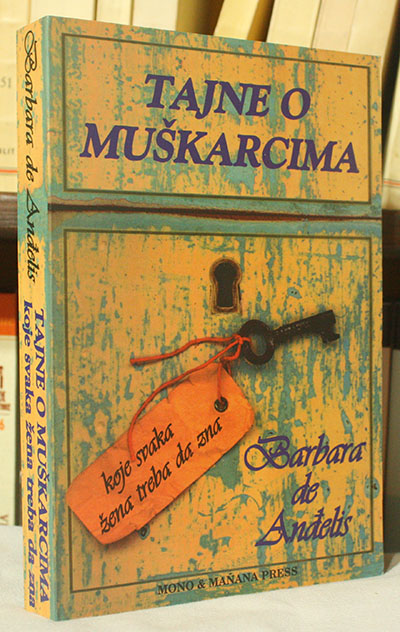 TAJNE O
MUŠKARCIMA
koje svaka
žena treba da zna
Barbara
de
Anđelis
MONO & MAÑANA PRESS
Barbara de Anđelis
TAJNE O MUŠKARCIMA
koje svaka žena treba da zna
51